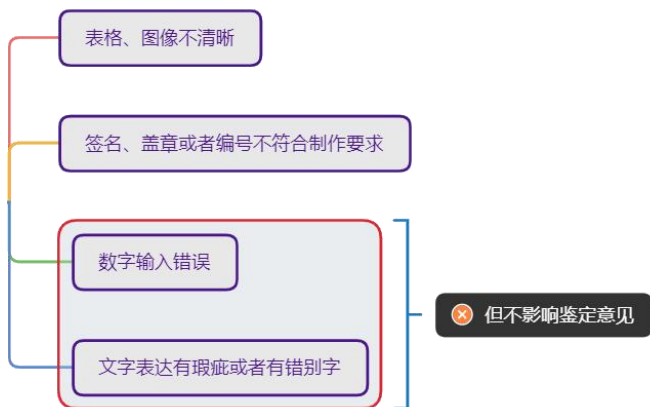 表格、图像不清晰
签名、盖章或者编号不符合制作要求
数字输入错误
但不影响鉴定意见
文字表达有瑕疵或者有错别字